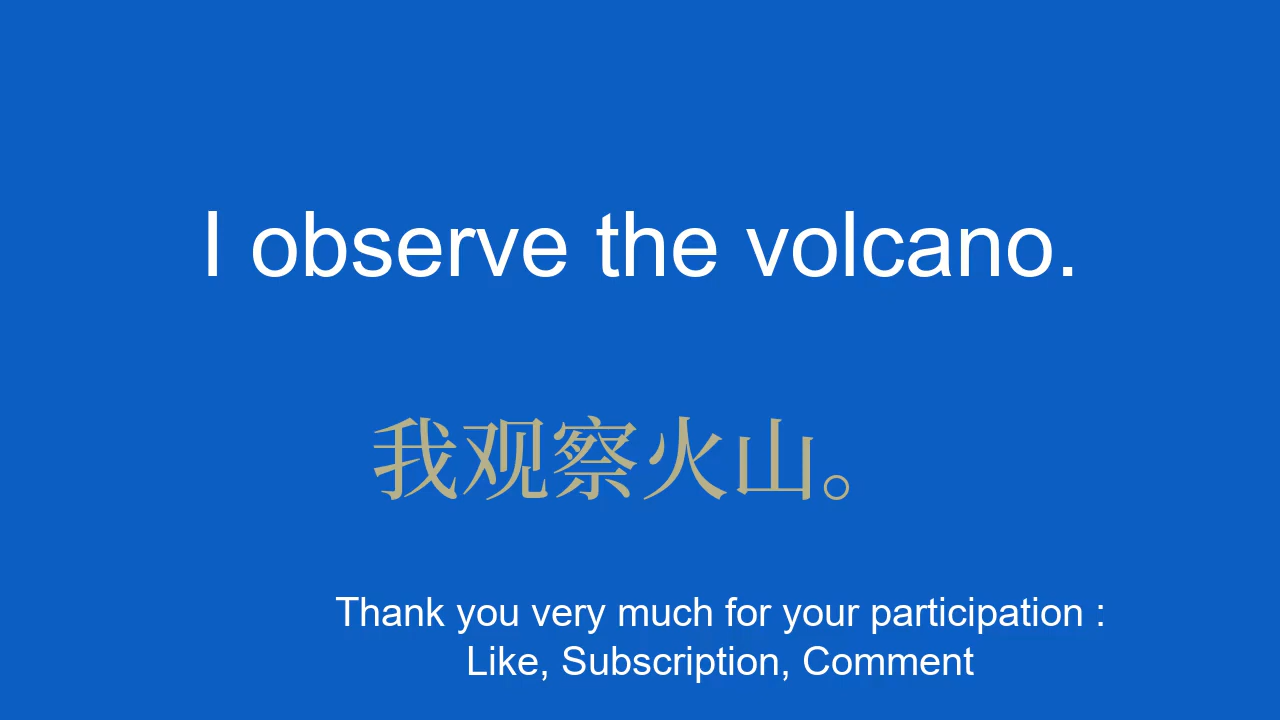 I observe the volcano.
我观察火山。
Thank you very much for your participation :
Like, Subscription, Comment